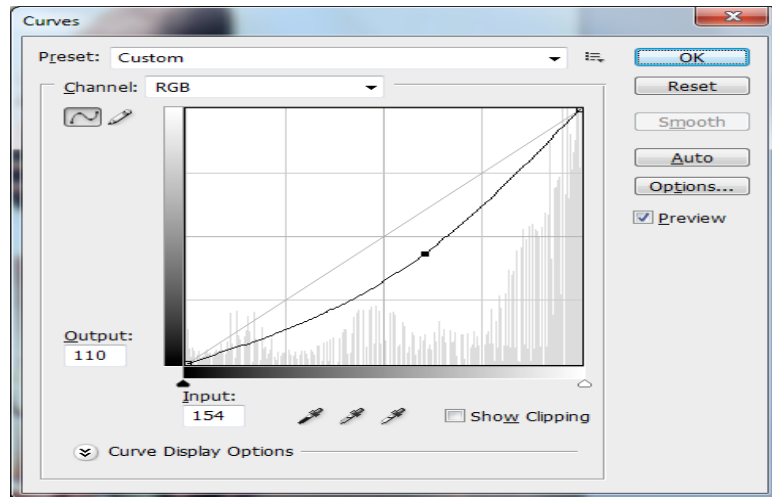 Curves
Preset: Custom
OK
Channel: RGB
Reset
Smooth
Auto
Options...
Preview
Output:
110
Input:
154
Show Clipping
Curve Display Options